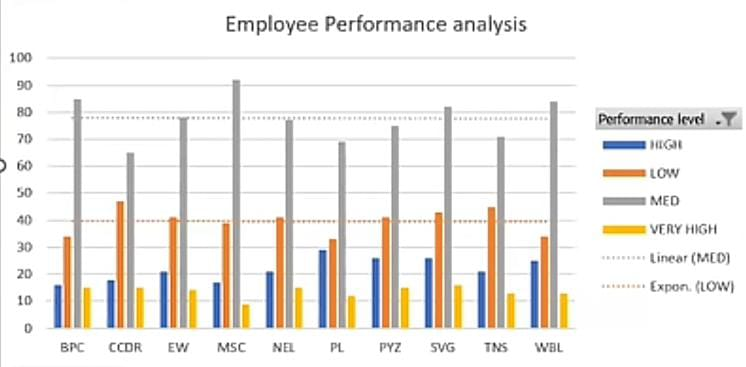 Employee Performance analysis
100
90
80
70
60
50
40
30
20
10
0
BPC CCDR EW MSC NEL PL PYZ SVG TNS WBL
Performance level
HIGH
LOW
MED
VERY HIGH
Linear (MED)
Expon. (LOW)